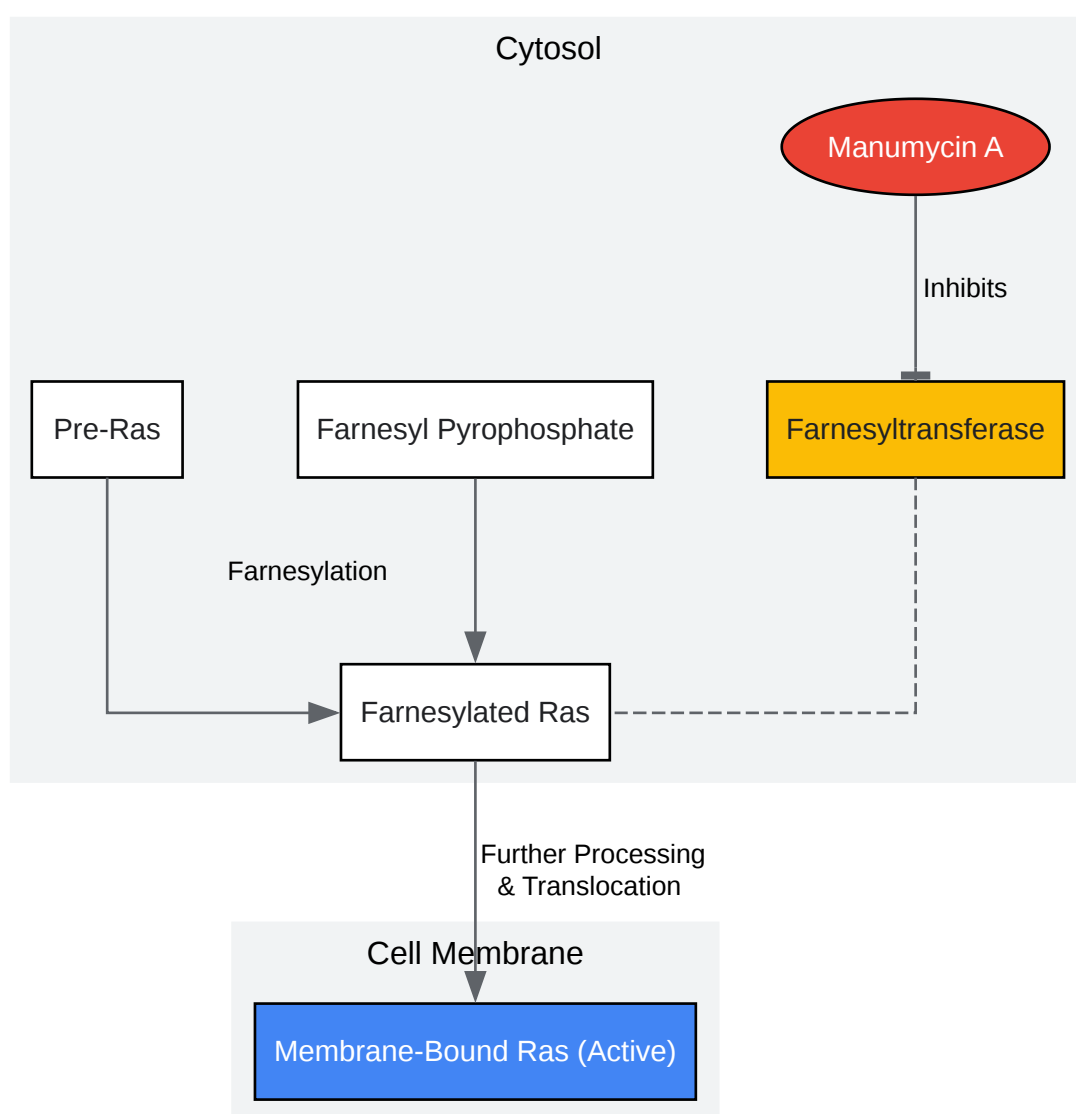 Cytosol
Manumycin A
Inhibits
Pre-Ras
Farnesyl Pyrophosphate
Farnesyltransferase
Farnesylation
Farnesylated Ras
Further Processing
& Translocation
Cell Membrane
Membrane-Bound Ras (Active)